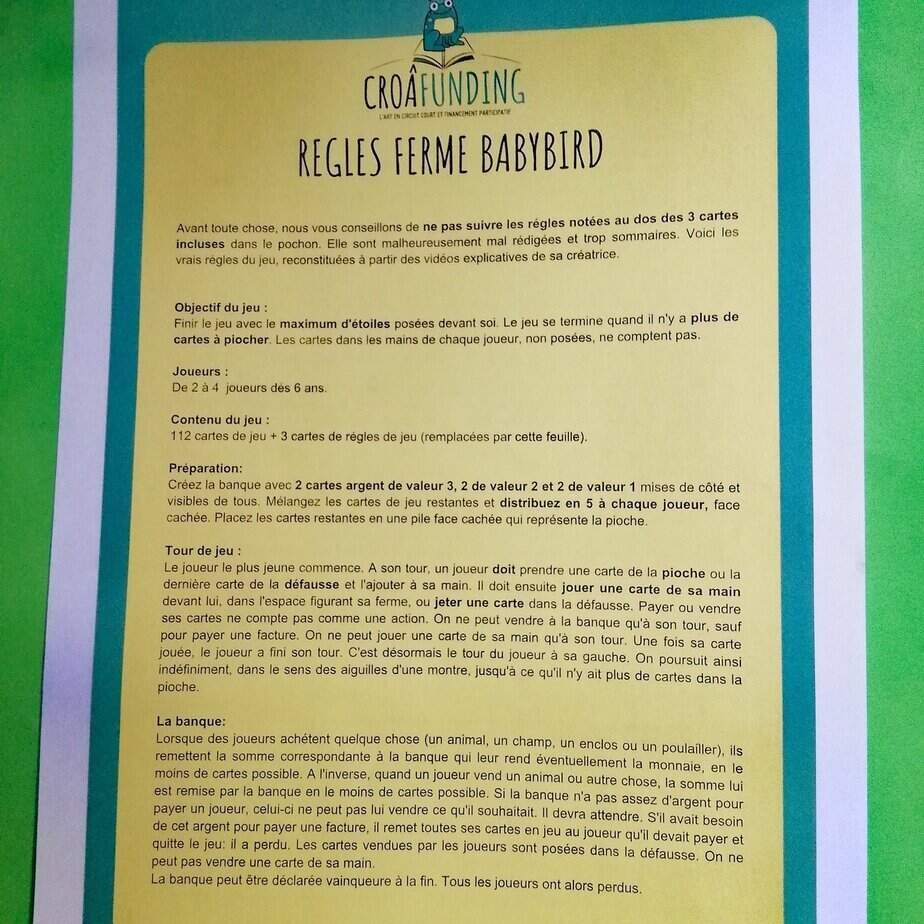 CROÂFUNDING
L'ART EN CIRCUIT COURT ET FINANCEMENT PARTICIPATIF
REGLES FERME BABYBIRD
Avant toute chose, nous vous conseillons de ne pas suivre les régles notées au dos des 3 cartes
incluses dans le pochon. Elle sont malheureusement mal rédigées et trop sommaires. Voici les
vrais règles du jeu, reconstituées à partir des vidéos explicatives de sa créatrice.
Objectif du jeu :
Finir le jeu avec le maximum d'étoiles posées devant soi. Le jeu se termine quand il n'y a plus de
cartes à piocher. Les cartes dans les mains de chaque joueur, non posées, ne comptent pas.
Joueurs :
De 2 à 4 joueurs dès 6 ans.
Contenu du jeu :
112 cartes de jeu + 3 cartes de régles de jeu (remplacées par cette feuille).
Préparation:
Créez la banque avec 2 cartes argent de valeur 3, 2 de valeur 2 et 2 de valeur 1 mises de côté et
visibles de tous. Mélangez les cartes de jeu restantes et distribuez en 5 à chaque joueur, face
cachée. Placez les cartes restantes en une pile face cachée qui représente la pioche.
Tour de jeu :
Le joueur le plus jeune commence. A son tour, un joueur doit prendre une carte de la pioche ou la
dernière carte de la défausse et l'ajouter à sa main. Il doit ensuite jouer une carte de sa main
devant lui, dans l'espace figurant sa ferme, ou jeter une carte dans la défausse. Payer ou vendre
ses cartes ne compte pas comme une action. On ne peut vendre à la banque qu'à son tour, sauf
pour payer une facture. On ne peut jouer une carte de sa main qu'à son tour. Une fois sa carte
jouée, le joueur a fini son tour. C'est désormais le tour du joueur à sa gauche. On poursuit ainsi
indéfiniment, dans le sens des aiguilles d'une montre, jusqu'à ce qu'il n'y ait plus de cartes dans la
pioche.
La banque:
Lorsque des joueurs achétent quelque chose (un animal, un champ, un enclos ou un poulailler), ils
remettent la somme correspondante à la banque qui leur rend éventuellement la monnaie, en le
moins de cartes possible. A l'inverse, quand un joueur vend un animal ou autre chose, la somme lui
est remise par la banque en le moins de cartes possible. Si la banque n'a pas assez d'argent pour
payer un joueur, celui-ci ne peut pas lui vendre ce qu'il souhaitait. Il devra attendre. S'il avait besoin
de cet argent pour payer une facture, il remet toutes ses cartes en jeu au joueur qu'il devait payer et
quitte le jeu: il a perdu. Les cartes vendues par les joueurs sont posées dans la défausse. On ne
peut pas vendre une carte de sa main.
La banque peut être déclarée vainqueure à la fin. Tous les joueurs ont alors perdus.